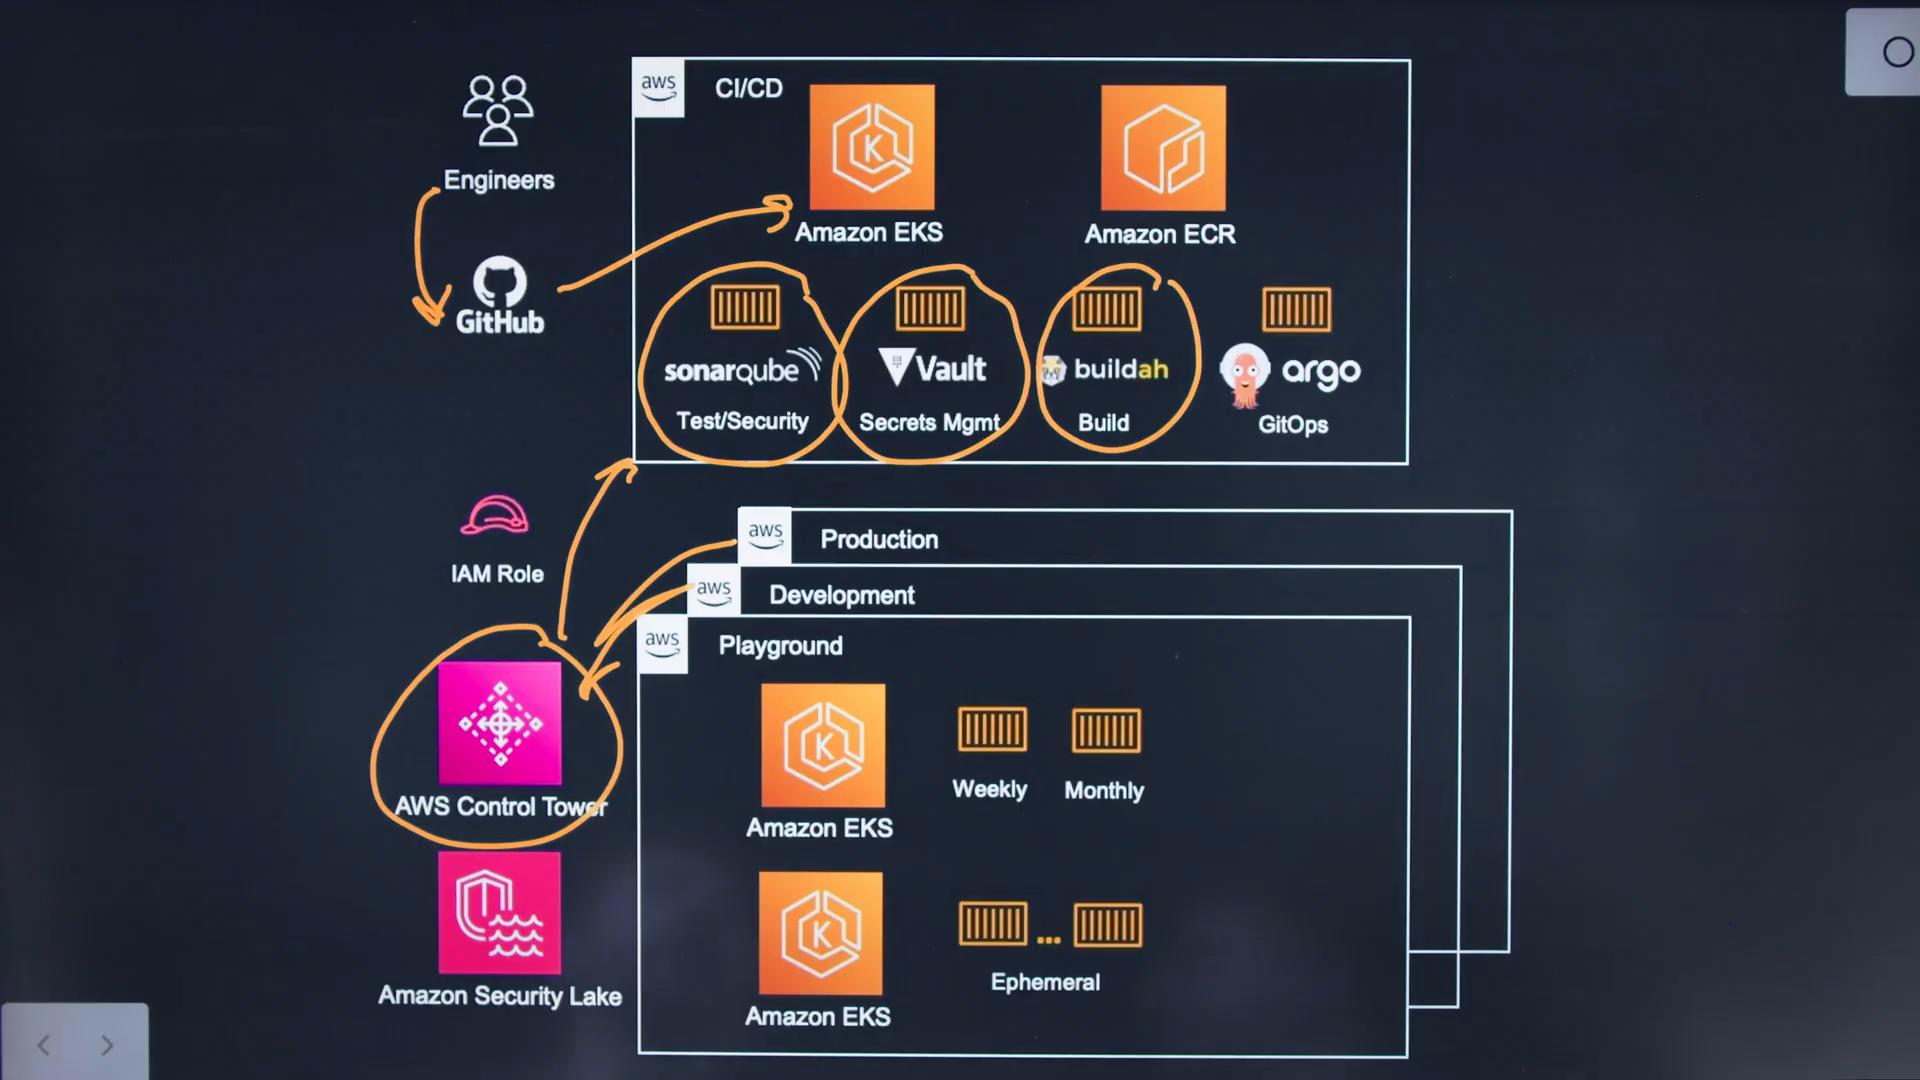 aws
CI/CD
Engineers
Amazon EKS
Amazon ECR
GitHub
sonarqube
Vault
buildah
argo
Test/Security
Secrets Mgmt
Build
GitOps
IAM Role
aws
Production
aws
Development
aws
Playground
AWS Control Tower
Amazon EKS
Weekly
Monthly
Amazon Security Lake
Amazon EKS
...
Ephemeral